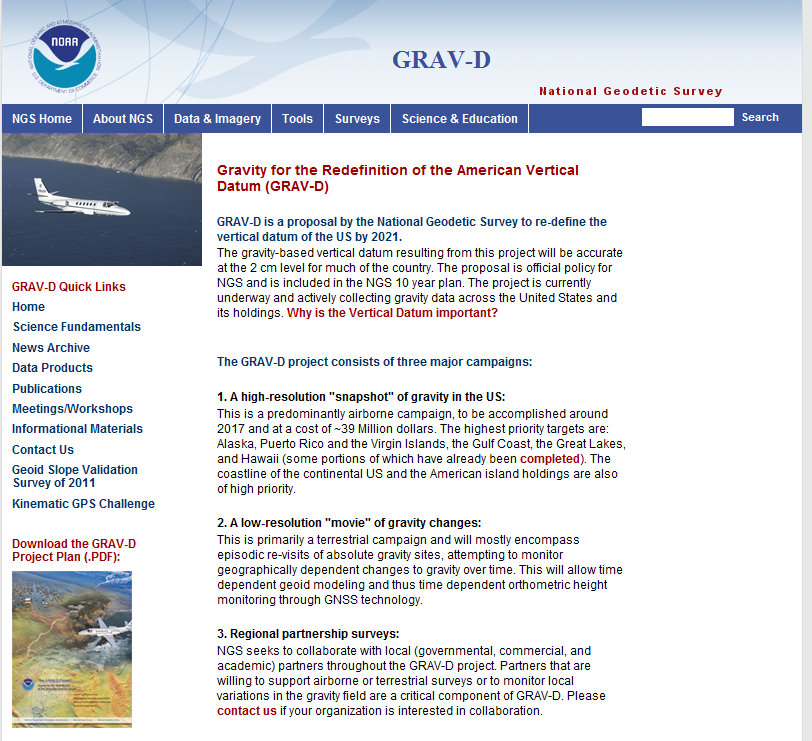 NOAA
NATIONAL OCEANIC AND ATMOSPHERIC ADMINISTRATION
U.S. DEPARTMENT OF COMMERCE
GRAV-D
National Geodetic Survey
NGS Home
About NGS
Data & Imagery
Tools
Surveys
Science & Education
Search
Gravity for the Redefinition of the American Vertical
Datum (GRAV-D)
GRAV-D is a proposal by the National Geodetic Survey to re-define the
vertical datum of the US by 2021.
The gravity-based vertical datum resulting from this project will be accurate
at the 2 cm level for much of the country. The proposal is official policy for
NGS and is included in the NGS 10 year plan. The project is currently
underway and actively collecting gravity data across the United States and
its holdings. Why is the Vertical Datum important?
The GRAV-D project consists of three major campaigns:
1. A high-resolution "snapshot" of gravity in the US:
This is a predominantly airborne campaign, to be accomplished around
2017 and at a cost of ~39 Million dollars. The highest priority targets are:
Alaska, Puerto Rico and the Virgin Islands, the Gulf Coast, the Great Lakes,
and Hawaii (some portions of which have already been completed). The
coastline of the continental US and the American island holdings are also
of high priority.
2. A low-resolution "movie" of gravity changes:
This is primarily a terrestrial campaign and will mostly encompass
episodic re-visits of absolute gravity sites, attempting to monitor
geographically dependent changes to gravity over time. This will allow time
dependent geoid modeling and thus time dependent orthometric height
monitoring through GNSS technology.
3. Regional partnership surveys:
NGS seeks to collaborate with local (governmental, commercial, and
academic) partners throughout the GRAV-D project. Partners that are
willing to support airborne or terrestrial surveys or to monitor local
variations in the gravity field are a critical component of GRAV-D. Please
contact us if your organization is interested in collaboration.
GRAV-D Quick Links
Home
Science Fundamentals
News Archive
Data Products
Publications
Meetings/Workshops
Informational Materials
Contact Us
Geoid Slope Validation
Survey of 2011
Kinematic GPS Challenge
Download the GRAV-D
Project Plan (.PDF):